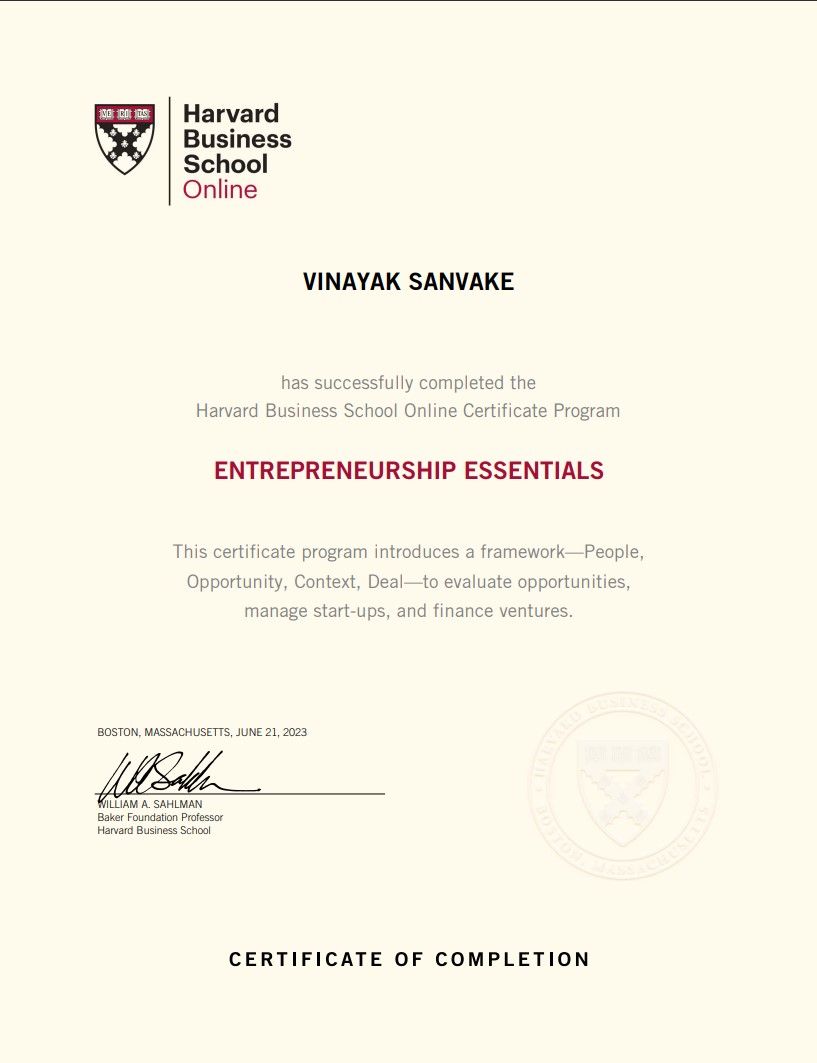 Harvard
Business
School
Online
VINAYAK SANVAKE
has successfully completed the
Harvard Business School Online Certificate Program
ENTREPRENEURSHIP ESSENTIALS
This certificate program introduces a framework—People,
Opportunity, Context, Deal—to evaluate opportunities,
manage start-ups, and finance ventures.
BOSTON, MASSACHUSETTS, JUNE 21, 2023
WILLIAM A. SAHLMAN
Baker Foundation Professor
Harvard Business School
HARVARD BUSINESS SCHOOL
BOSTON, MASSACHUSETTS
CERTIFICATE OF COMPLETION